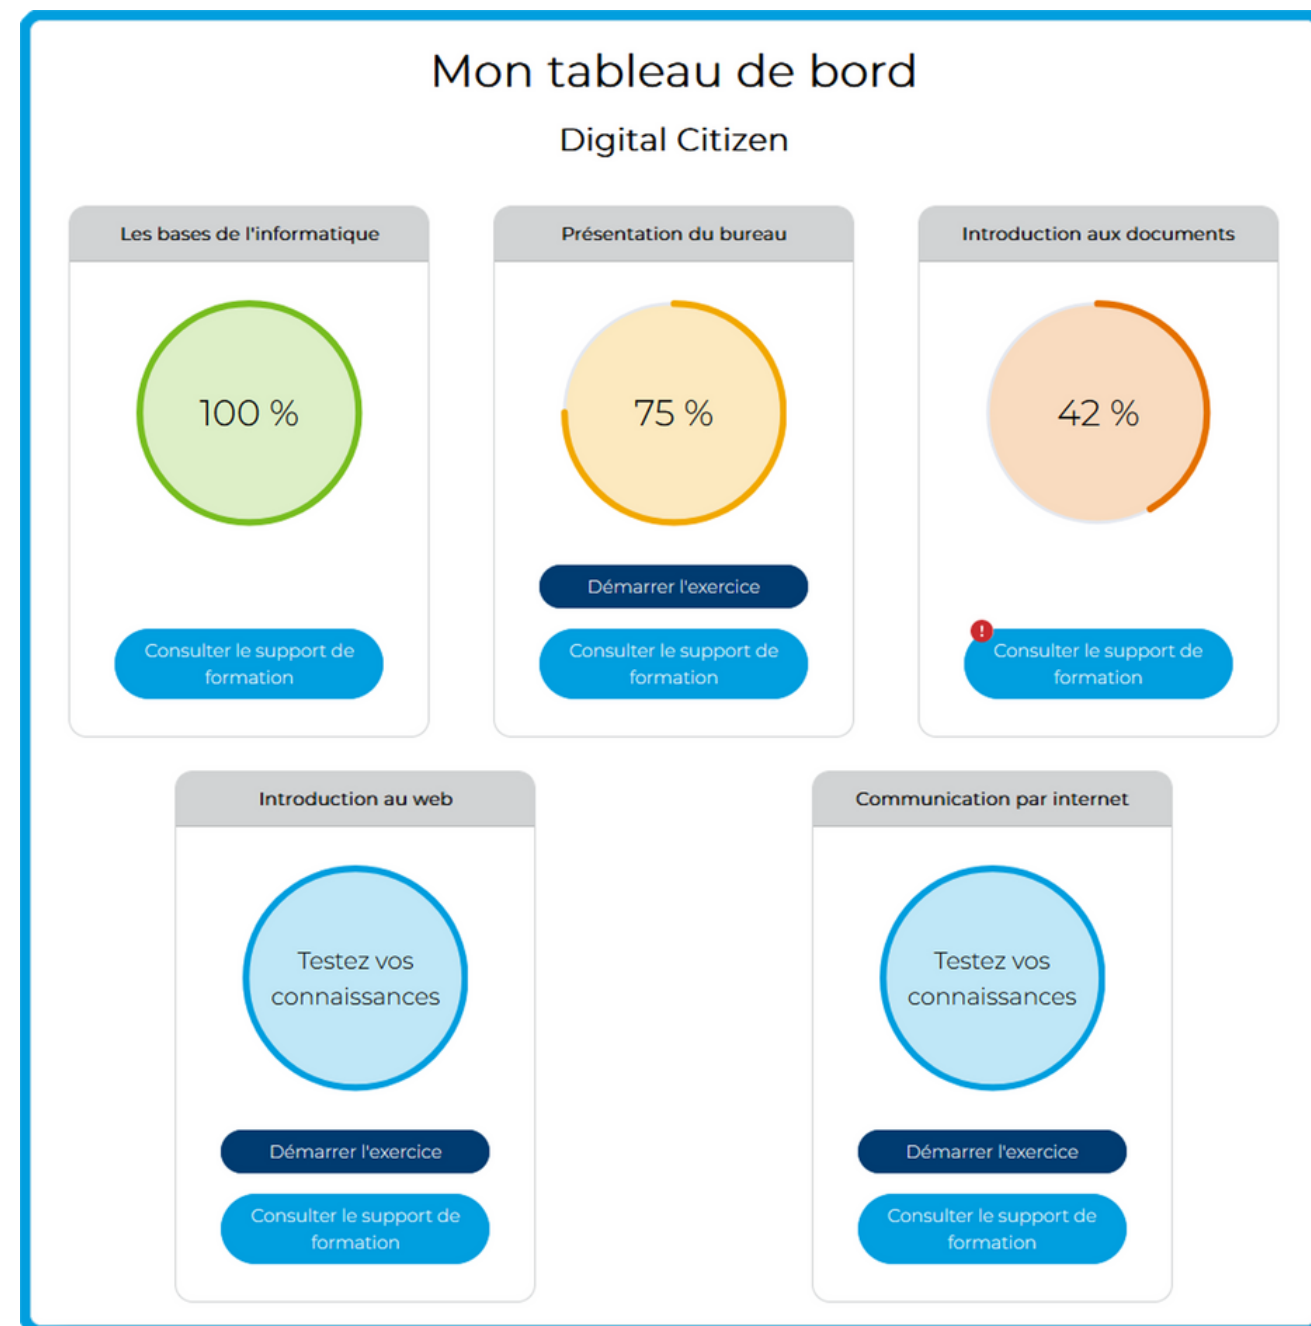 Mon tableau de bord
Digital Citizen
Les bases de l'informatique
100 %
Consulter le support de
formation
Présentation du bureau
75 %
Démarrer l'exercice
Consulter le support de
formation
Introduction aux documents
42 %
!
Consulter le support de
formation
Introduction au web
Testez vos
connaissances
Démarrer l'exercice
Consulter le support de
formation
Communication par internet
Testez vos
connaissances
Démarrer l'exercice
Consulter le support de
formation